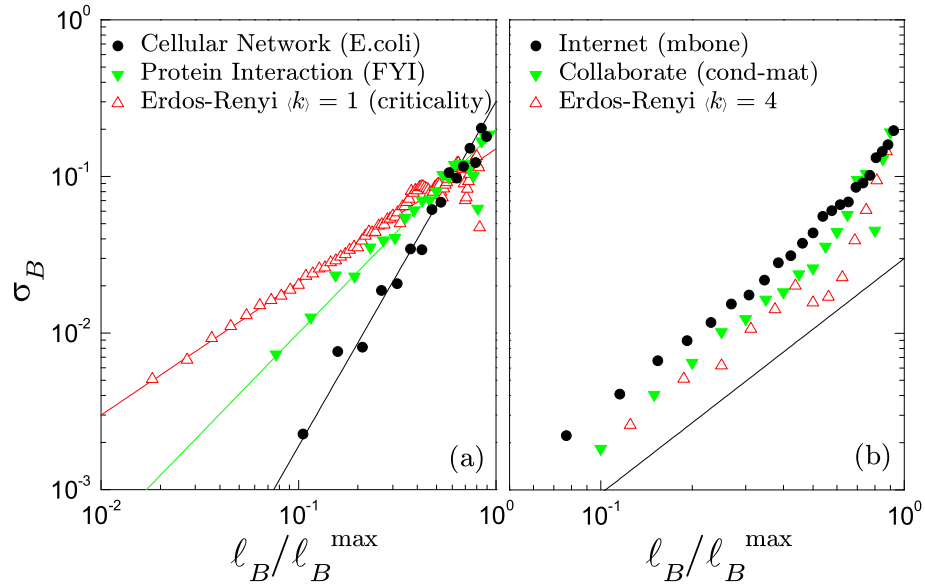 10^0
10^-1
10^-2
10^-3
σ_B
Cellular Network (E.coli)
Protein Interaction (FYI)
Erdos-Renyi ⟨k⟩ = 1 (criticality)
(a)
10^-2
10^-1
10^0
ℓ_B/ℓ_B^max
Internet (mbone)
Collaborate (cond-mat)
Erdos-Renyi ⟨k⟩ = 4
(b)
10^-1
10^0
ℓ_B/ℓ_B^max